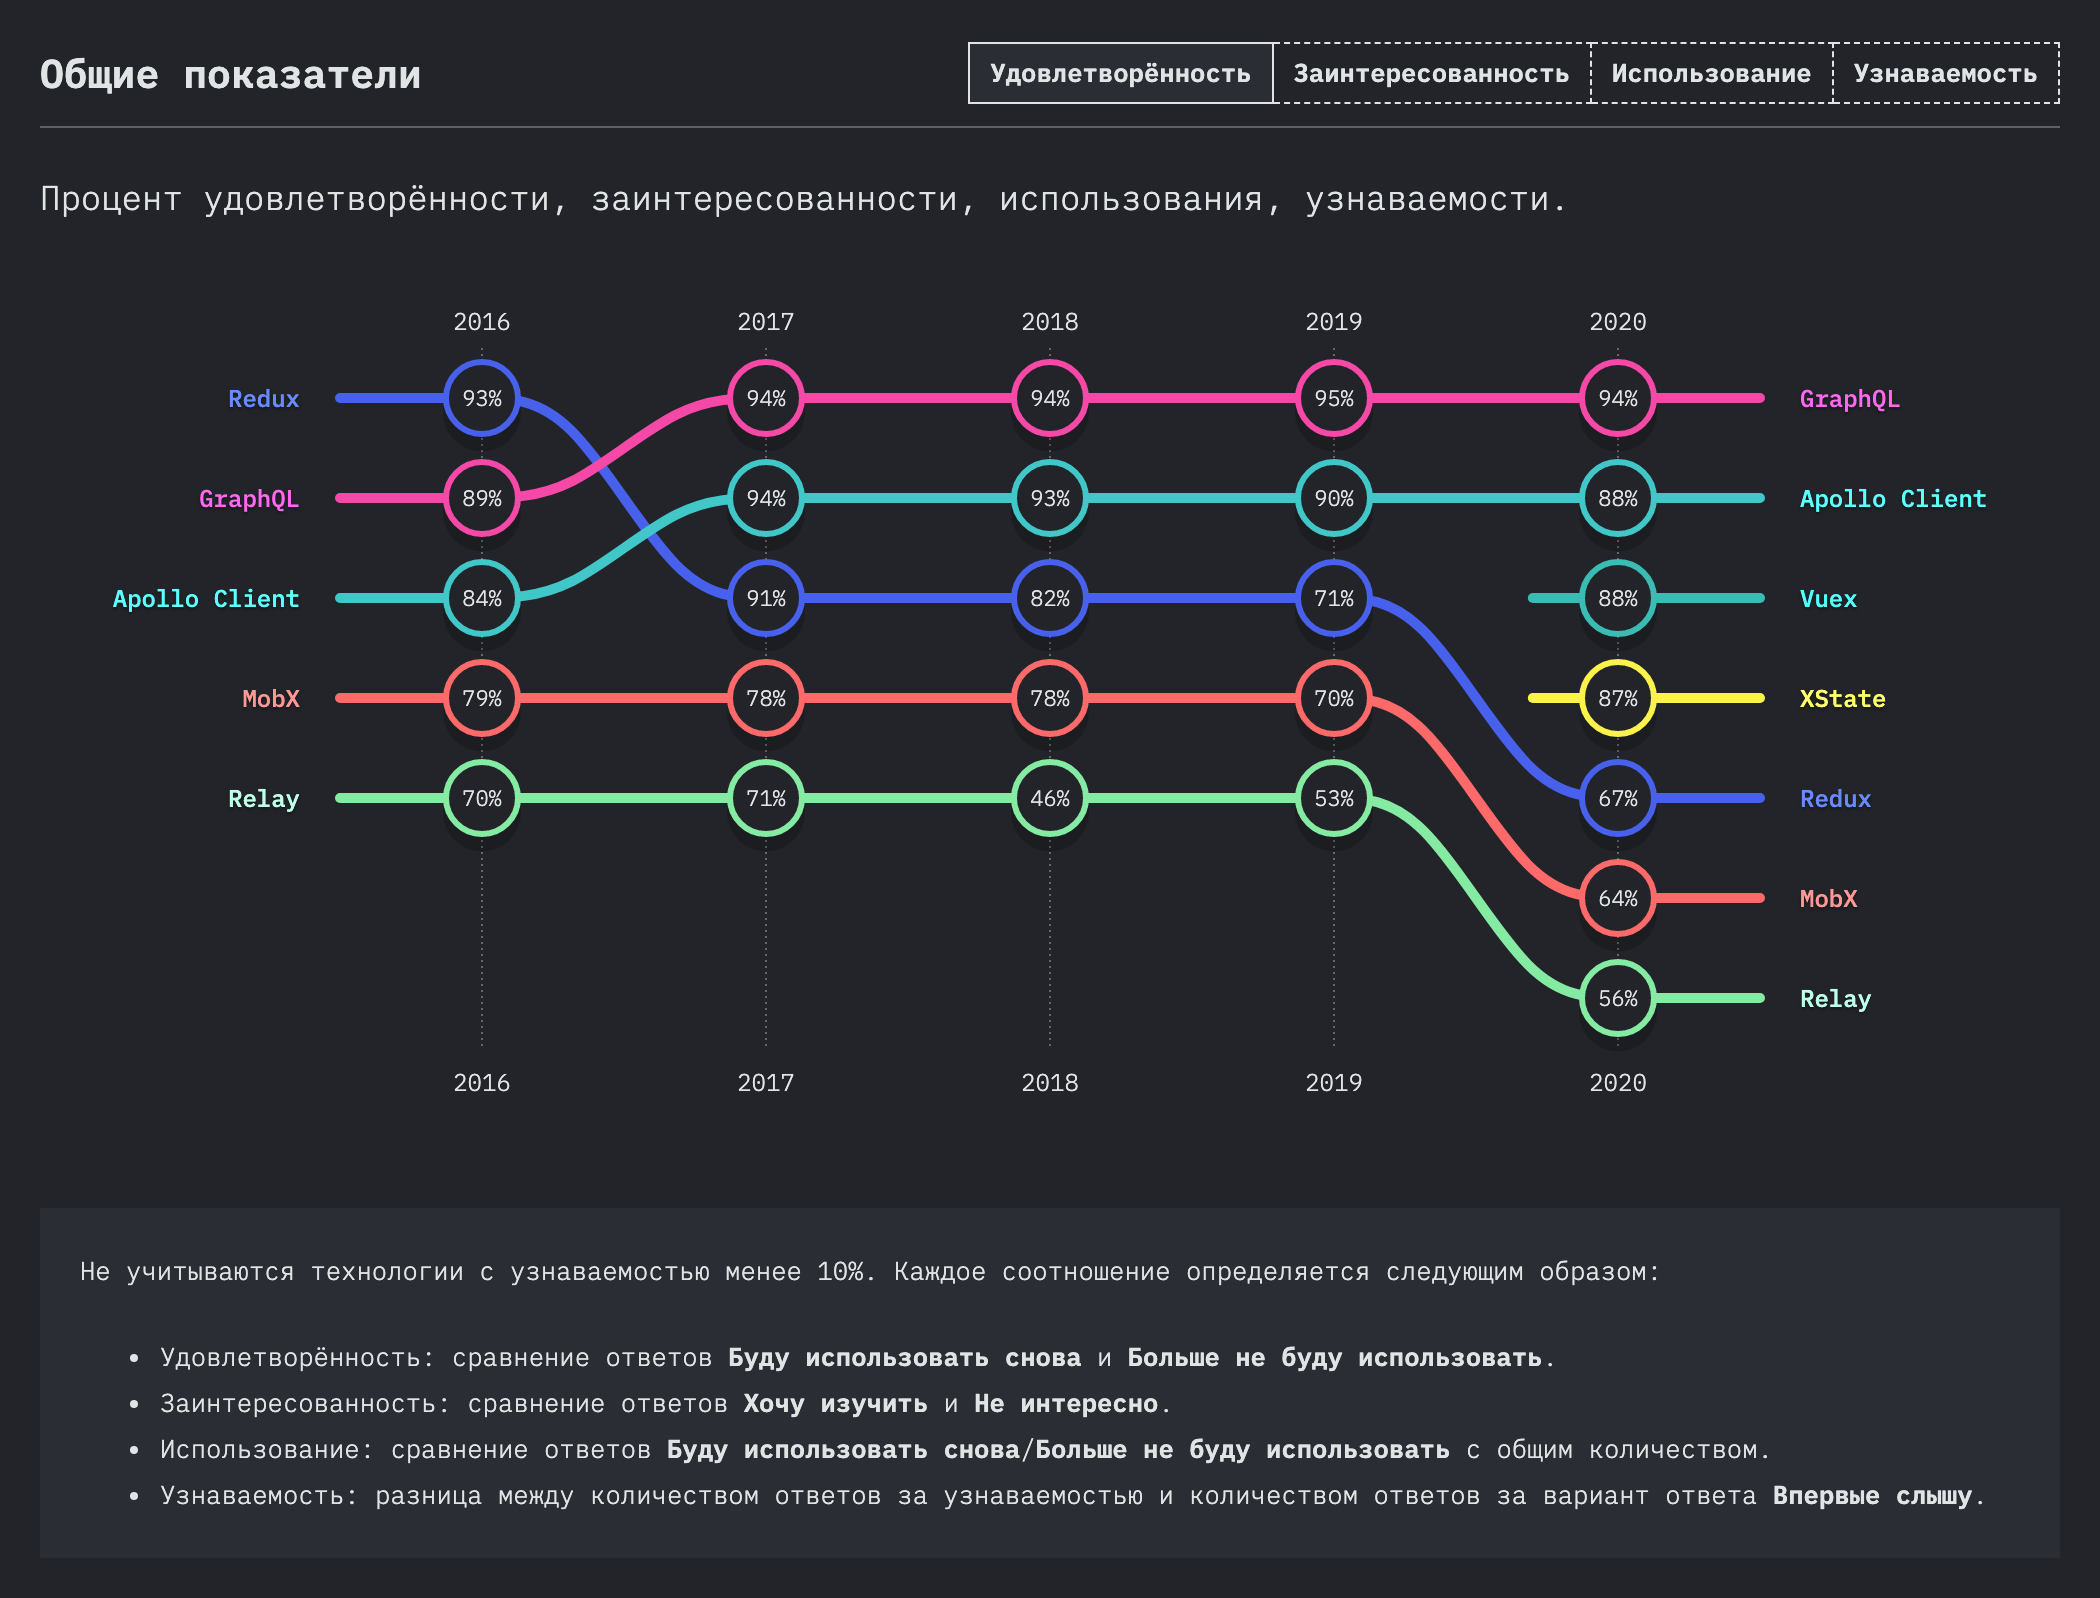 Общие показатели
Удовлетворённость Заинтересованность Использование Узнаваемость
Процент удовлетворённости, заинтересованности, использования, узнаваемости.
2016 2017 2018 2019 2020
Redux 93% 94% 94% 95% 94% GraphQL
GraphQL 89% 94% 93% 90% 88% Apollo Client
Apollo Client 84% 91% 82% 71% 88% Vuex
MobX 79% 78% 78% 70% 87% XState
Relay 70% 71% 46% 53% 67% Redux
64% MobX
56% Relay
2016 2017 2018 2019 2020
Не учитываются технологии с узнаваемостью менее 10%. Каждое соотношение определяется следующим образом:
• Удовлетворённость: сравнение ответов Буду использовать снова и Больше не буду использовать.
• Заинтересованность: сравнение ответов Хочу изучить и Не интересно.
• Использование: сравнение ответов Буду использовать снова/Больше не буду использовать с общим количеством.
• Узнаваемость: разница между количеством ответов за узнаваемостью и количеством ответов за вариант ответа Впервые слышу.